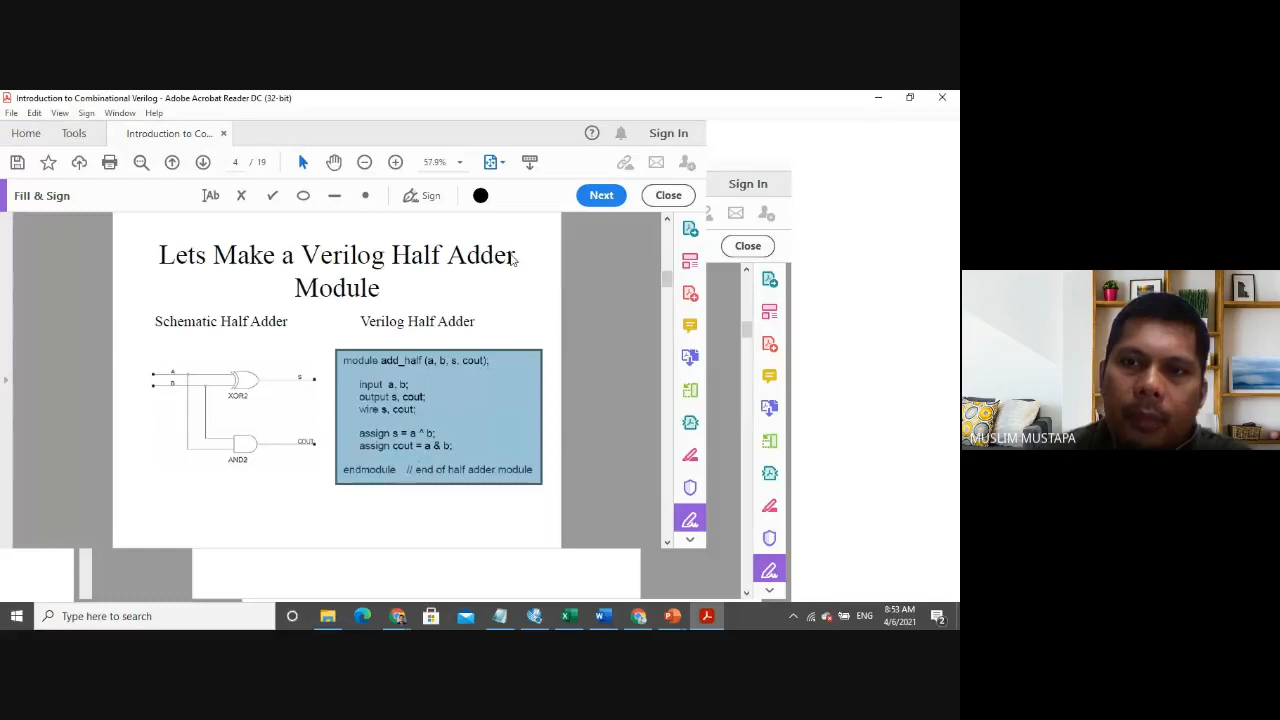 Introduction to Combinational Verilog - Adobe Acrobat Reader DC (32-bit)
File Edit View Sign Window Help
Home Tools Introduction to Co... × Sign In
4 / 19 57.9%
Sign In
Fill & Sign Ab Sign Next Close
Close
Lets Make a Verilog Half Adder
Module
Schematic Half Adder Verilog Half Adder
module add_half (a, b, s, cout);
input a, b;
output s, cout;
wire s, cout;
assign s = a ^ b;
assign cout = a & b;
endmodule // end of half adder module
A
B
S
XOR2
COUT
AND2
MUSLIM MUSTAPA
Type here to search
ENG
8:53 AM
4/6/2021
2